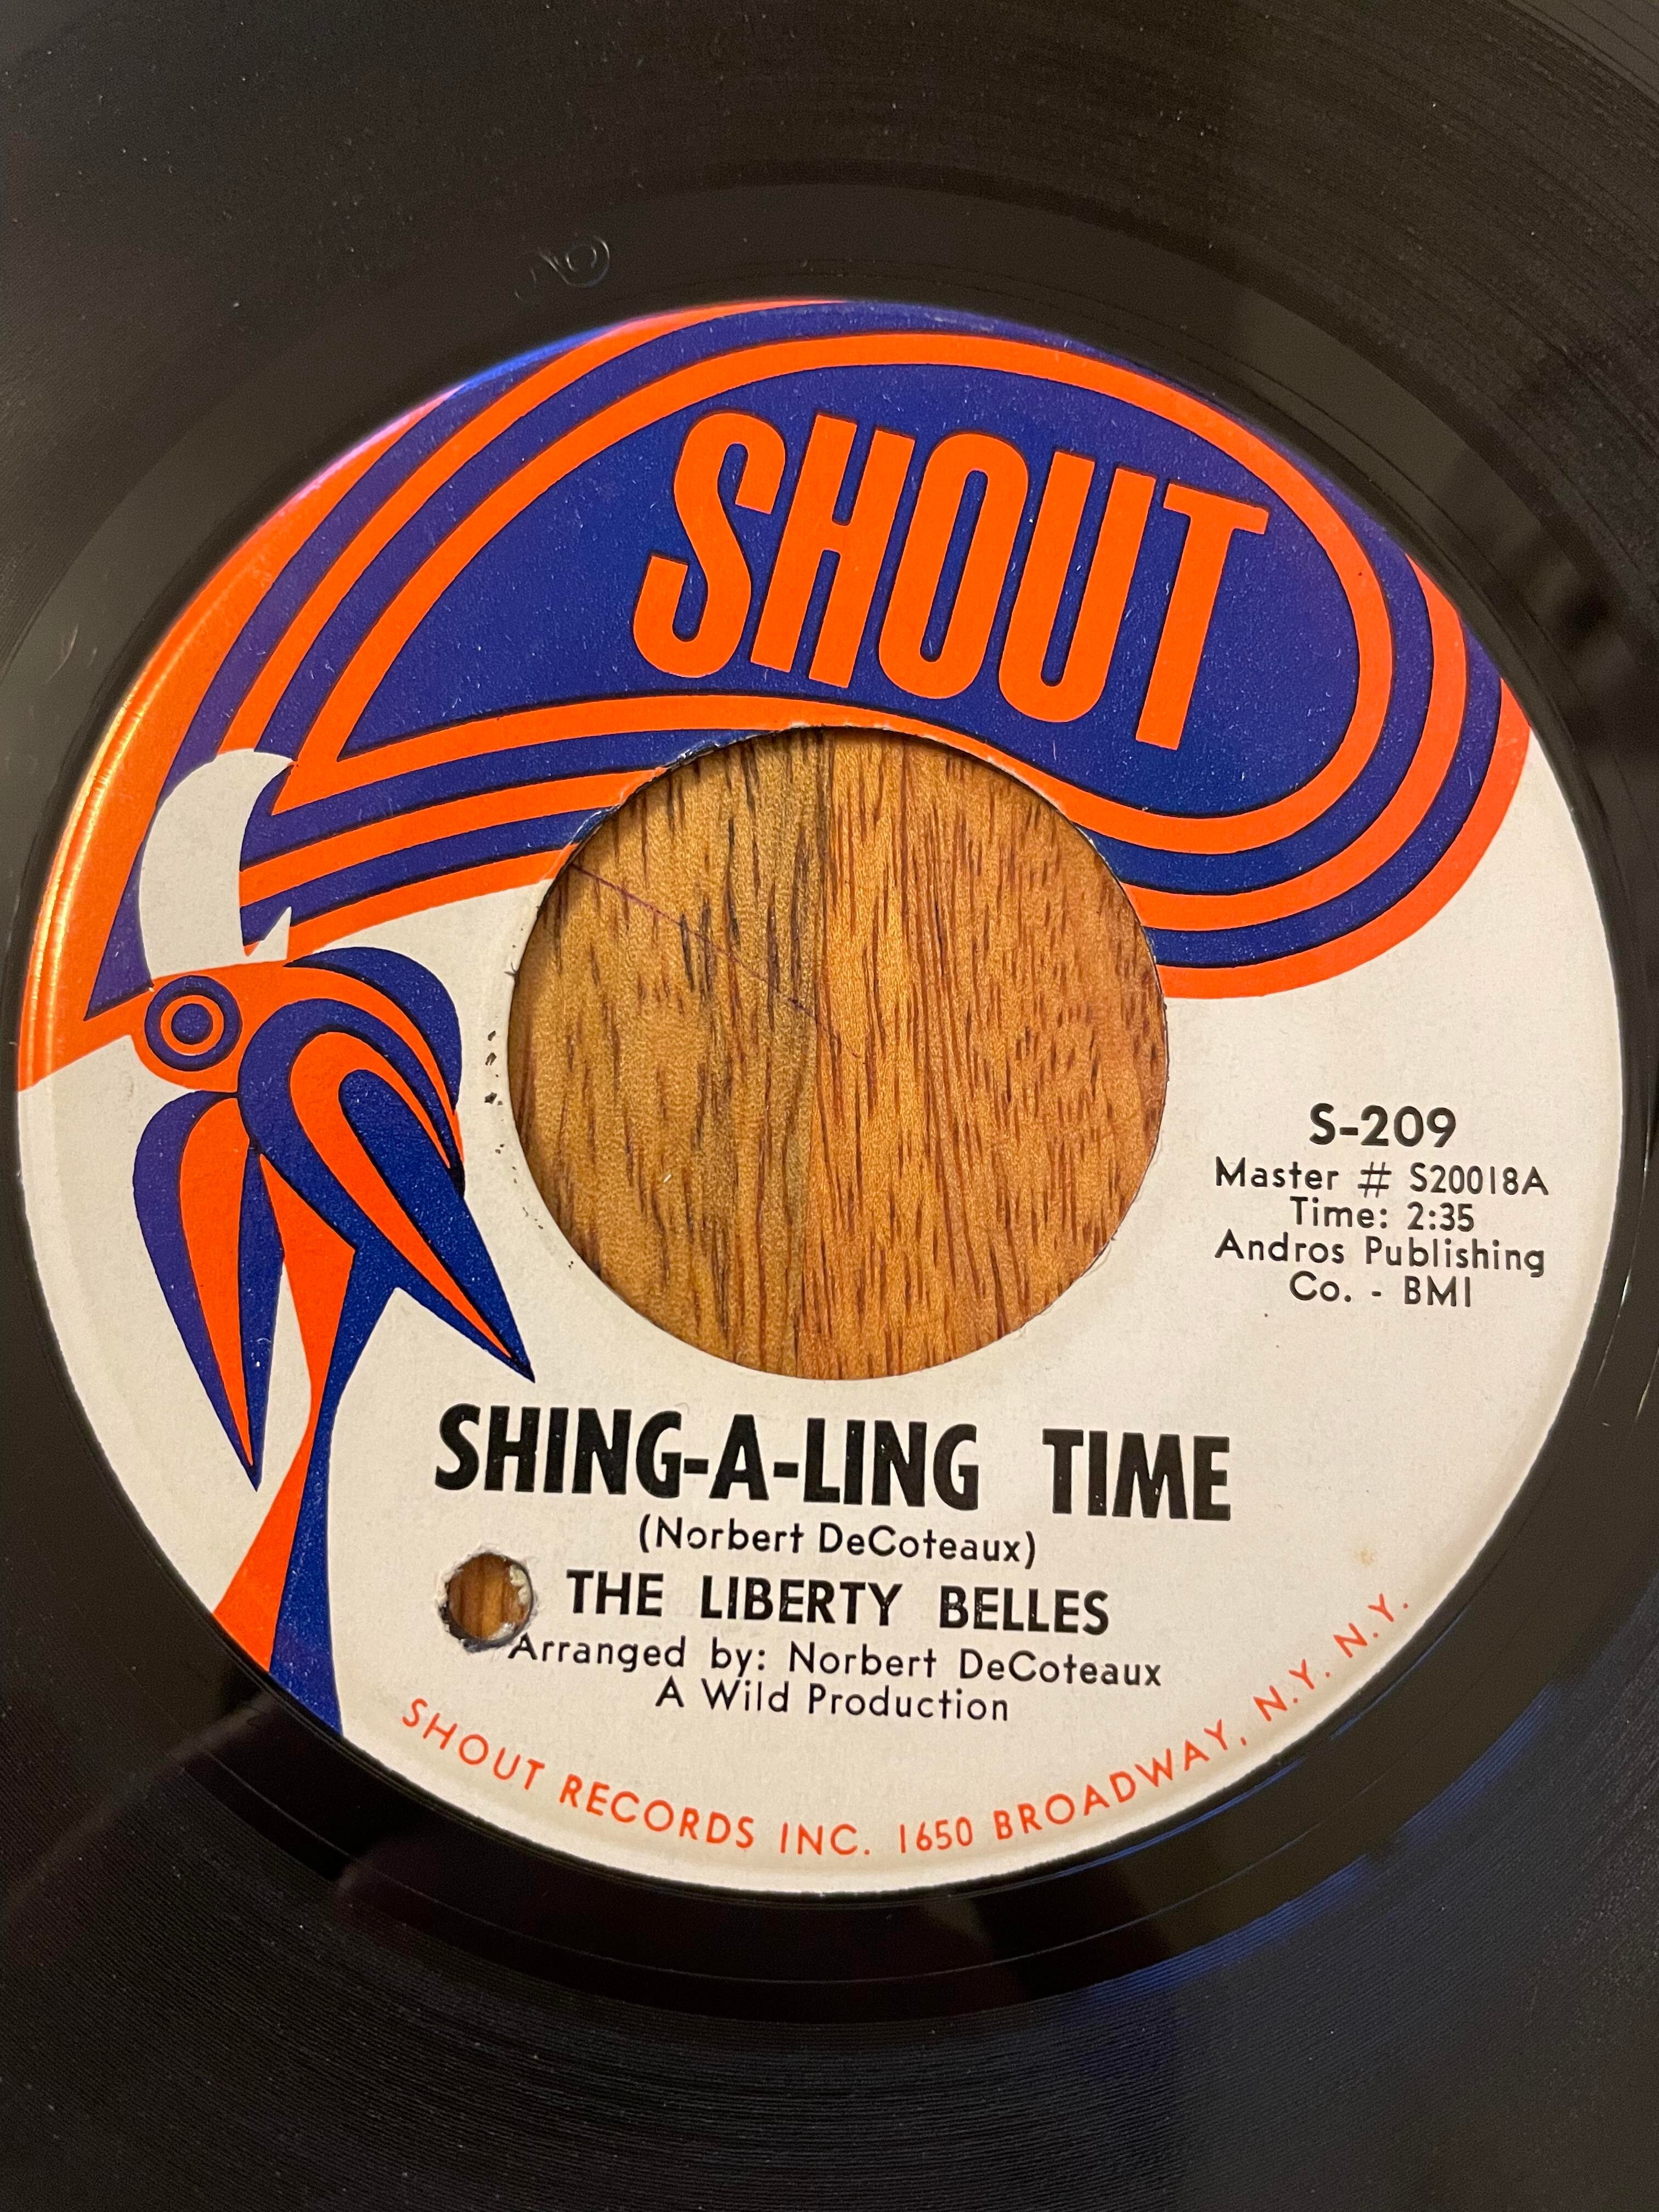 SHOUT
S-209
Master # S20018A
Time: 2:35
Andros Publishing
Co. - BMI
SHING-A-LING TIME
(Norbert DeCoteaux)
THE LIBERTY BELLES
Arranged by: Norbert DeCoteaux
A Wild Production
SHOUT RECORDS INC. 1650 BROADWAY, N.Y. N.Y.